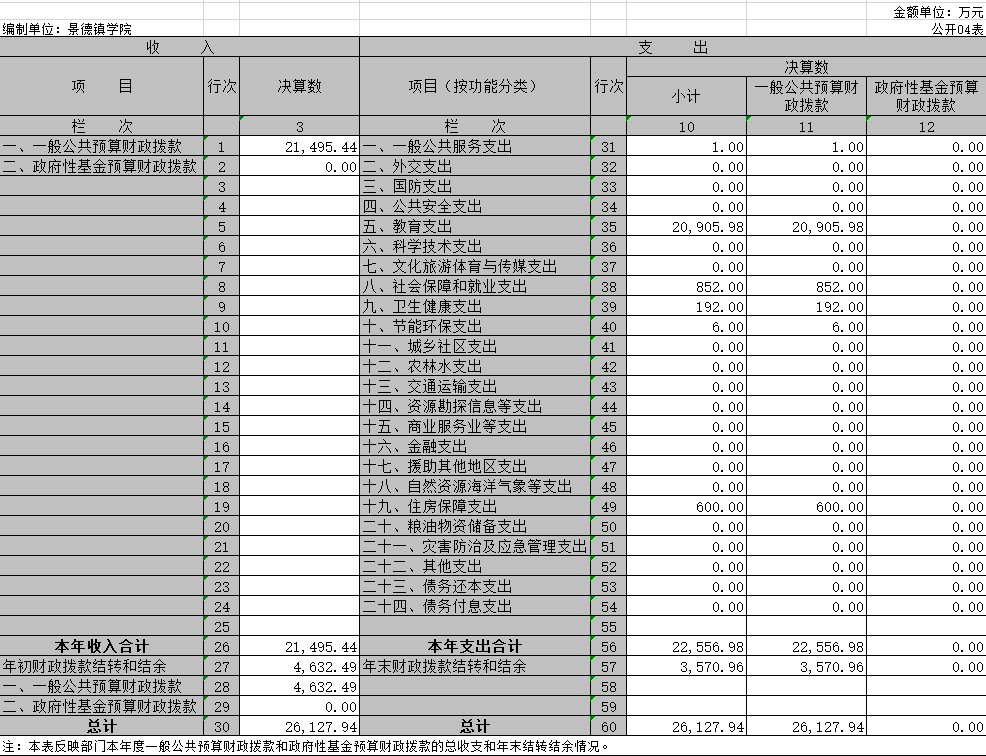 金额单位：万元
编制单位：景德镇学院 公开04表
收 入 支 出
项 目 行次 决算数 项目（按功能分类） 行次 决算数
小计 一般公共预算财政拨款 政府性基金预算财政拨款
栏 次 3 栏 次 10 11 12
一、一般公共预算财政拨款 1 21,495.44 一、一般公共服务支出 31 1.00 1.00 0.00
二、政府性基金预算财政拨款 2 0.00 二、外交支出 32 0.00 0.00 0.00
3 三、国防支出 33 0.00 0.00 0.00
4 四、公共安全支出 34 0.00 0.00 0.00
5 五、教育支出 35 20,905.98 20,905.98 0.00
6 六、科学技术支出 36 0.00 0.00 0.00
7 七、文化旅游体育与传媒支出 37 0.00 0.00 0.00
8 八、社会保障和就业支出 38 852.00 852.00 0.00
9 九、卫生健康支出 39 192.00 192.00 0.00
10 十、节能环保支出 40 6.00 6.00 0.00
11 十一、城乡社区支出 41 0.00 0.00 0.00
12 十二、农林水支出 42 0.00 0.00 0.00
13 十三、交通运输支出 43 0.00 0.00 0.00
14 十四、资源勘探信息等支出 44 0.00 0.00 0.00
15 十五、商业服务业等支出 45 0.00 0.00 0.00
16 十六、金融支出 46 0.00 0.00 0.00
17 十七、援助其他地区支出 47 0.00 0.00 0.00
18 十八、自然资源海洋气象等支出 48 0.00 0.00 0.00
19 十九、住房保障支出 49 600.00 600.00 0.00
20 二十、粮油物资储备支出 50 0.00 0.00 0.00
21 二十一、灾害防治及应急管理支出 51 0.00 0.00 0.00
22 二十二、其他支出 52 0.00 0.00 0.00
23 二十三、债务还本支出 53 0.00 0.00 0.00
24 二十四、债务付息支出 54 0.00 0.00 0.00
25 55
本年收入合计 26 21,495.44 本年支出合计 56 22,556.98 22,556.98 0.00
年初财政拨款结转和结余 27 4,632.49 年末财政拨款结转和结余 57 3,570.96 3,570.96 0.00
一、一般公共预算财政拨款 28 4,632.49 58
二、政府性基金预算财政拨款 29 0.00 59
总计 30 26,127.94 总计 60 26,127.94 26,127.94 0.00
注：本表反映部门本年度一般公共预算财政拨款和政府性基金预算财政拨款的总收支和年末结转结余情况。